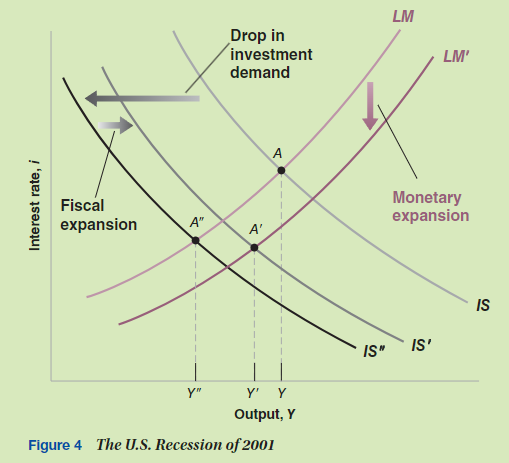 LM
Drop in
investment
demand
LM'
A
Monetary
expansion
Fiscal
expansion
A"
A'
Interest rate, i
IS
IS'
IS"
Y"
Y'
Y
Output, Y
Figure 4 The U.S. Recession of 2001